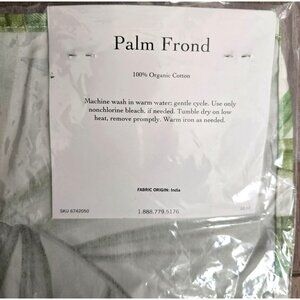 Palm Frond
100% Organic Cotton
Machine wash in warm water; gentle cycle. Use only
nonchlorine bleach, if needed. Tumble dry on low
heat, remove promptly. Warm iron as needed.
FABRIC ORIGIN: India
SKU 6742050 1.888.779.5176